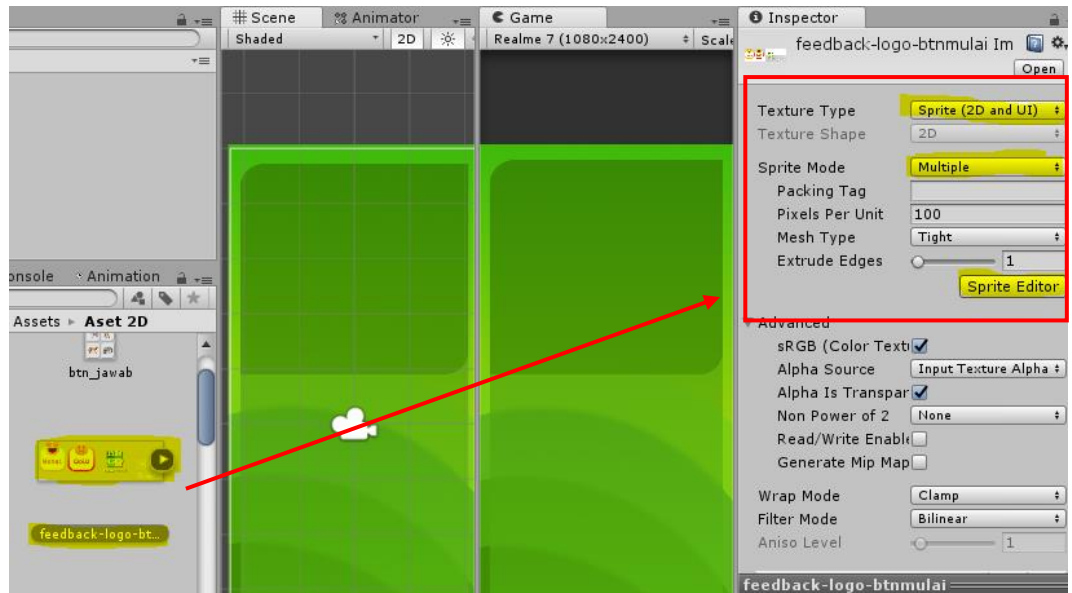 Scene
Animator
Game
Inspector
Shaded
2D
Realme 7 (1080x2400)
Scale
feedback-logo-btnmulai Im
Open
Texture Type
Sprite (2D and UI)
Texture Shape
2D
Sprite Mode
Multiple
Packing Tag
Pixels Per Unit
100
Mesh Type
Tight
Extrude Edges
1
Sprite Editor
onsole
Animation
Assets
Aset 2D
btn_jawab
feedback-logo-bt...
Advanced
sRGB (Color Text
Alpha Source
Input Texture Alpha
Alpha Is Transpar
Non Power of 2
None
Read/Write Enabl
Generate Mip Map
Wrap Mode
Clamp
Filter Mode
Bilinear
Aniso Level
1
feedback-logo-btnmulai